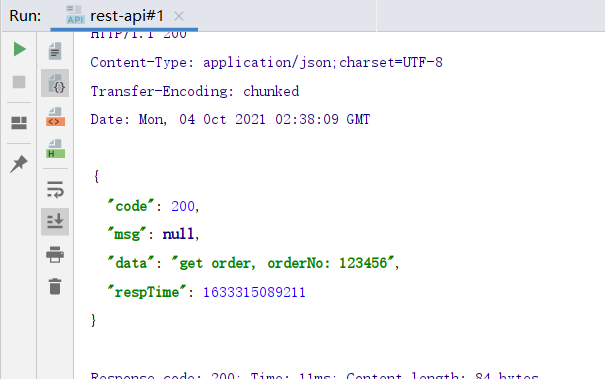 Run: API rest-api#1
HTTP/1.1 200
Content-Type: application/json;charset=UTF-8
Transfer-Encoding: chunked
Date: Mon, 04 Oct 2021 02:38:09 GMT
{
"code": 200,
"msg": null,
"data": "get order, orderNo: 123456",
"respTime": 1633315089211
}
Response code: 200; Time: 11ms; Content length: 84 bytes